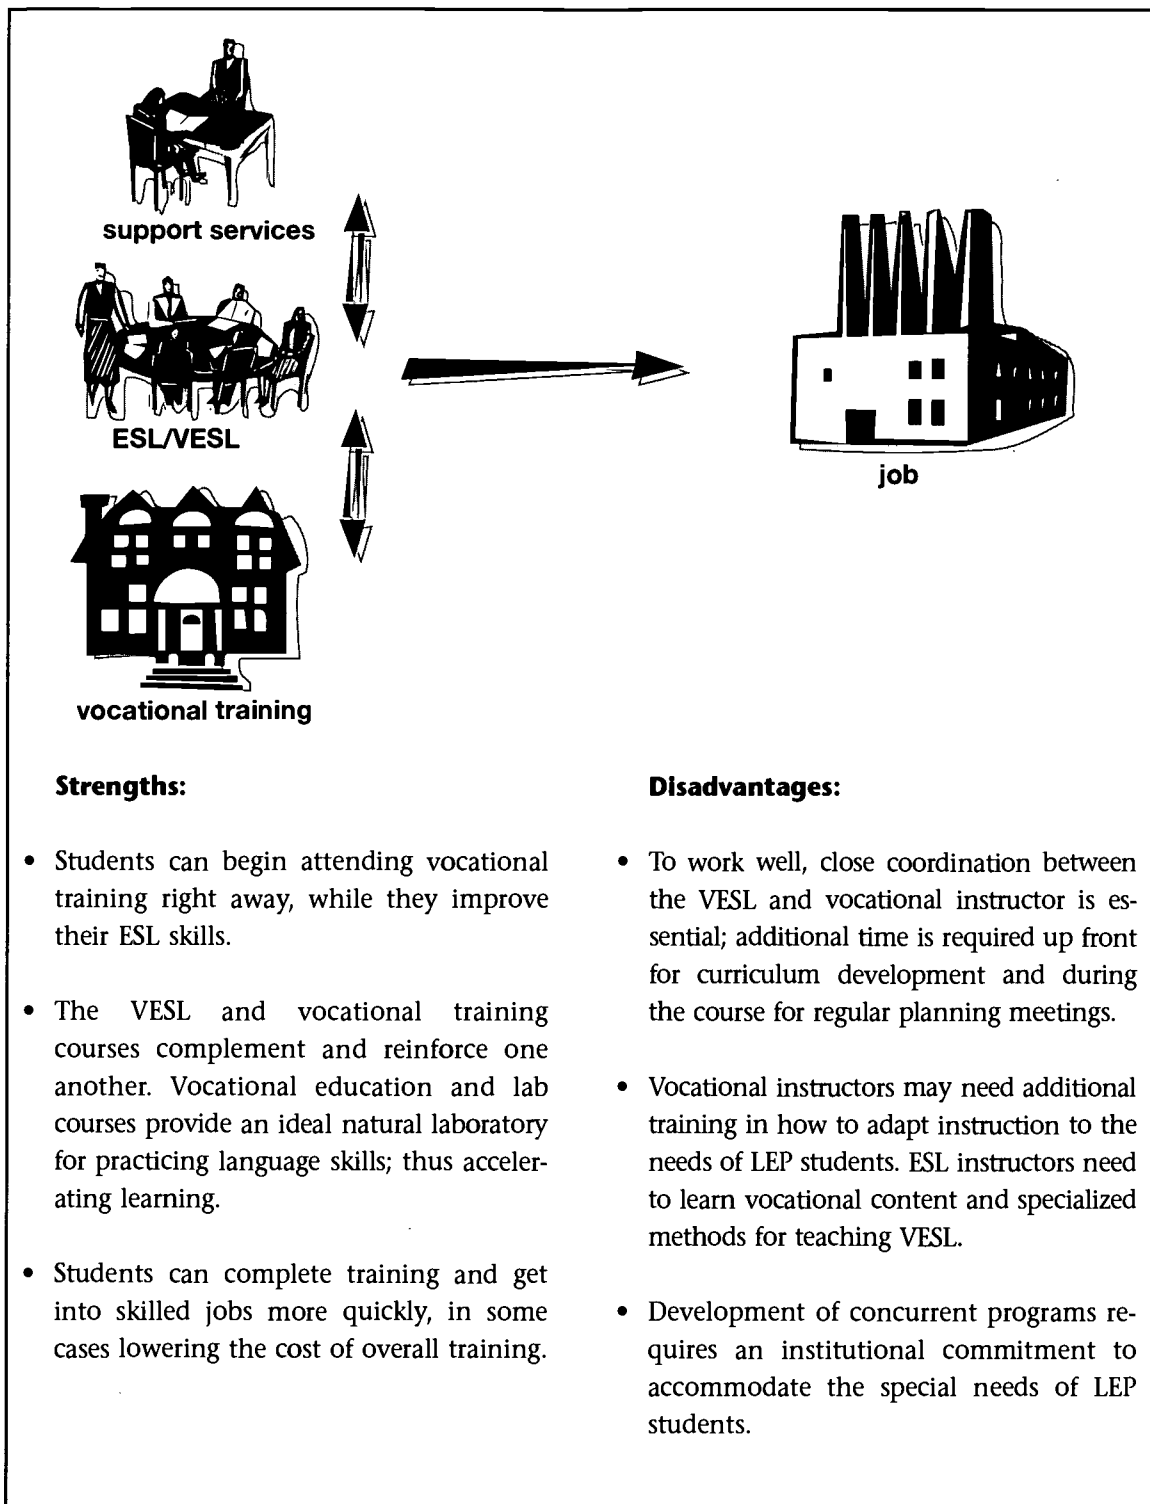 support services
ESL/VESL
job
vocational training
Strengths:
• Students can begin attending vocational
training right away, while they improve
their ESL skills.
• The VESL and vocational training
courses complement and reinforce one
another. Vocational education and lab
courses provide an ideal natural laboratory
for practicing language skills; thus acceler-
ating learning.
• Students can complete training and get
into skilled jobs more quickly, in some
cases lowering the cost of overall training.
Disadvantages:
• To work well, close coordination between
the VESL and vocational instructor is es-
sential; additional time is required up front
for curriculum development and during
the course for regular planning meetings.
• Vocational instructors may need additional
training in how to adapt instruction to the
needs of LEP students. ESL instructors need
to learn vocational content and specialized
methods for teaching VESL.
• Development of concurrent programs re-
quires an institutional commitment to
accommodate the special needs of LEP
students.